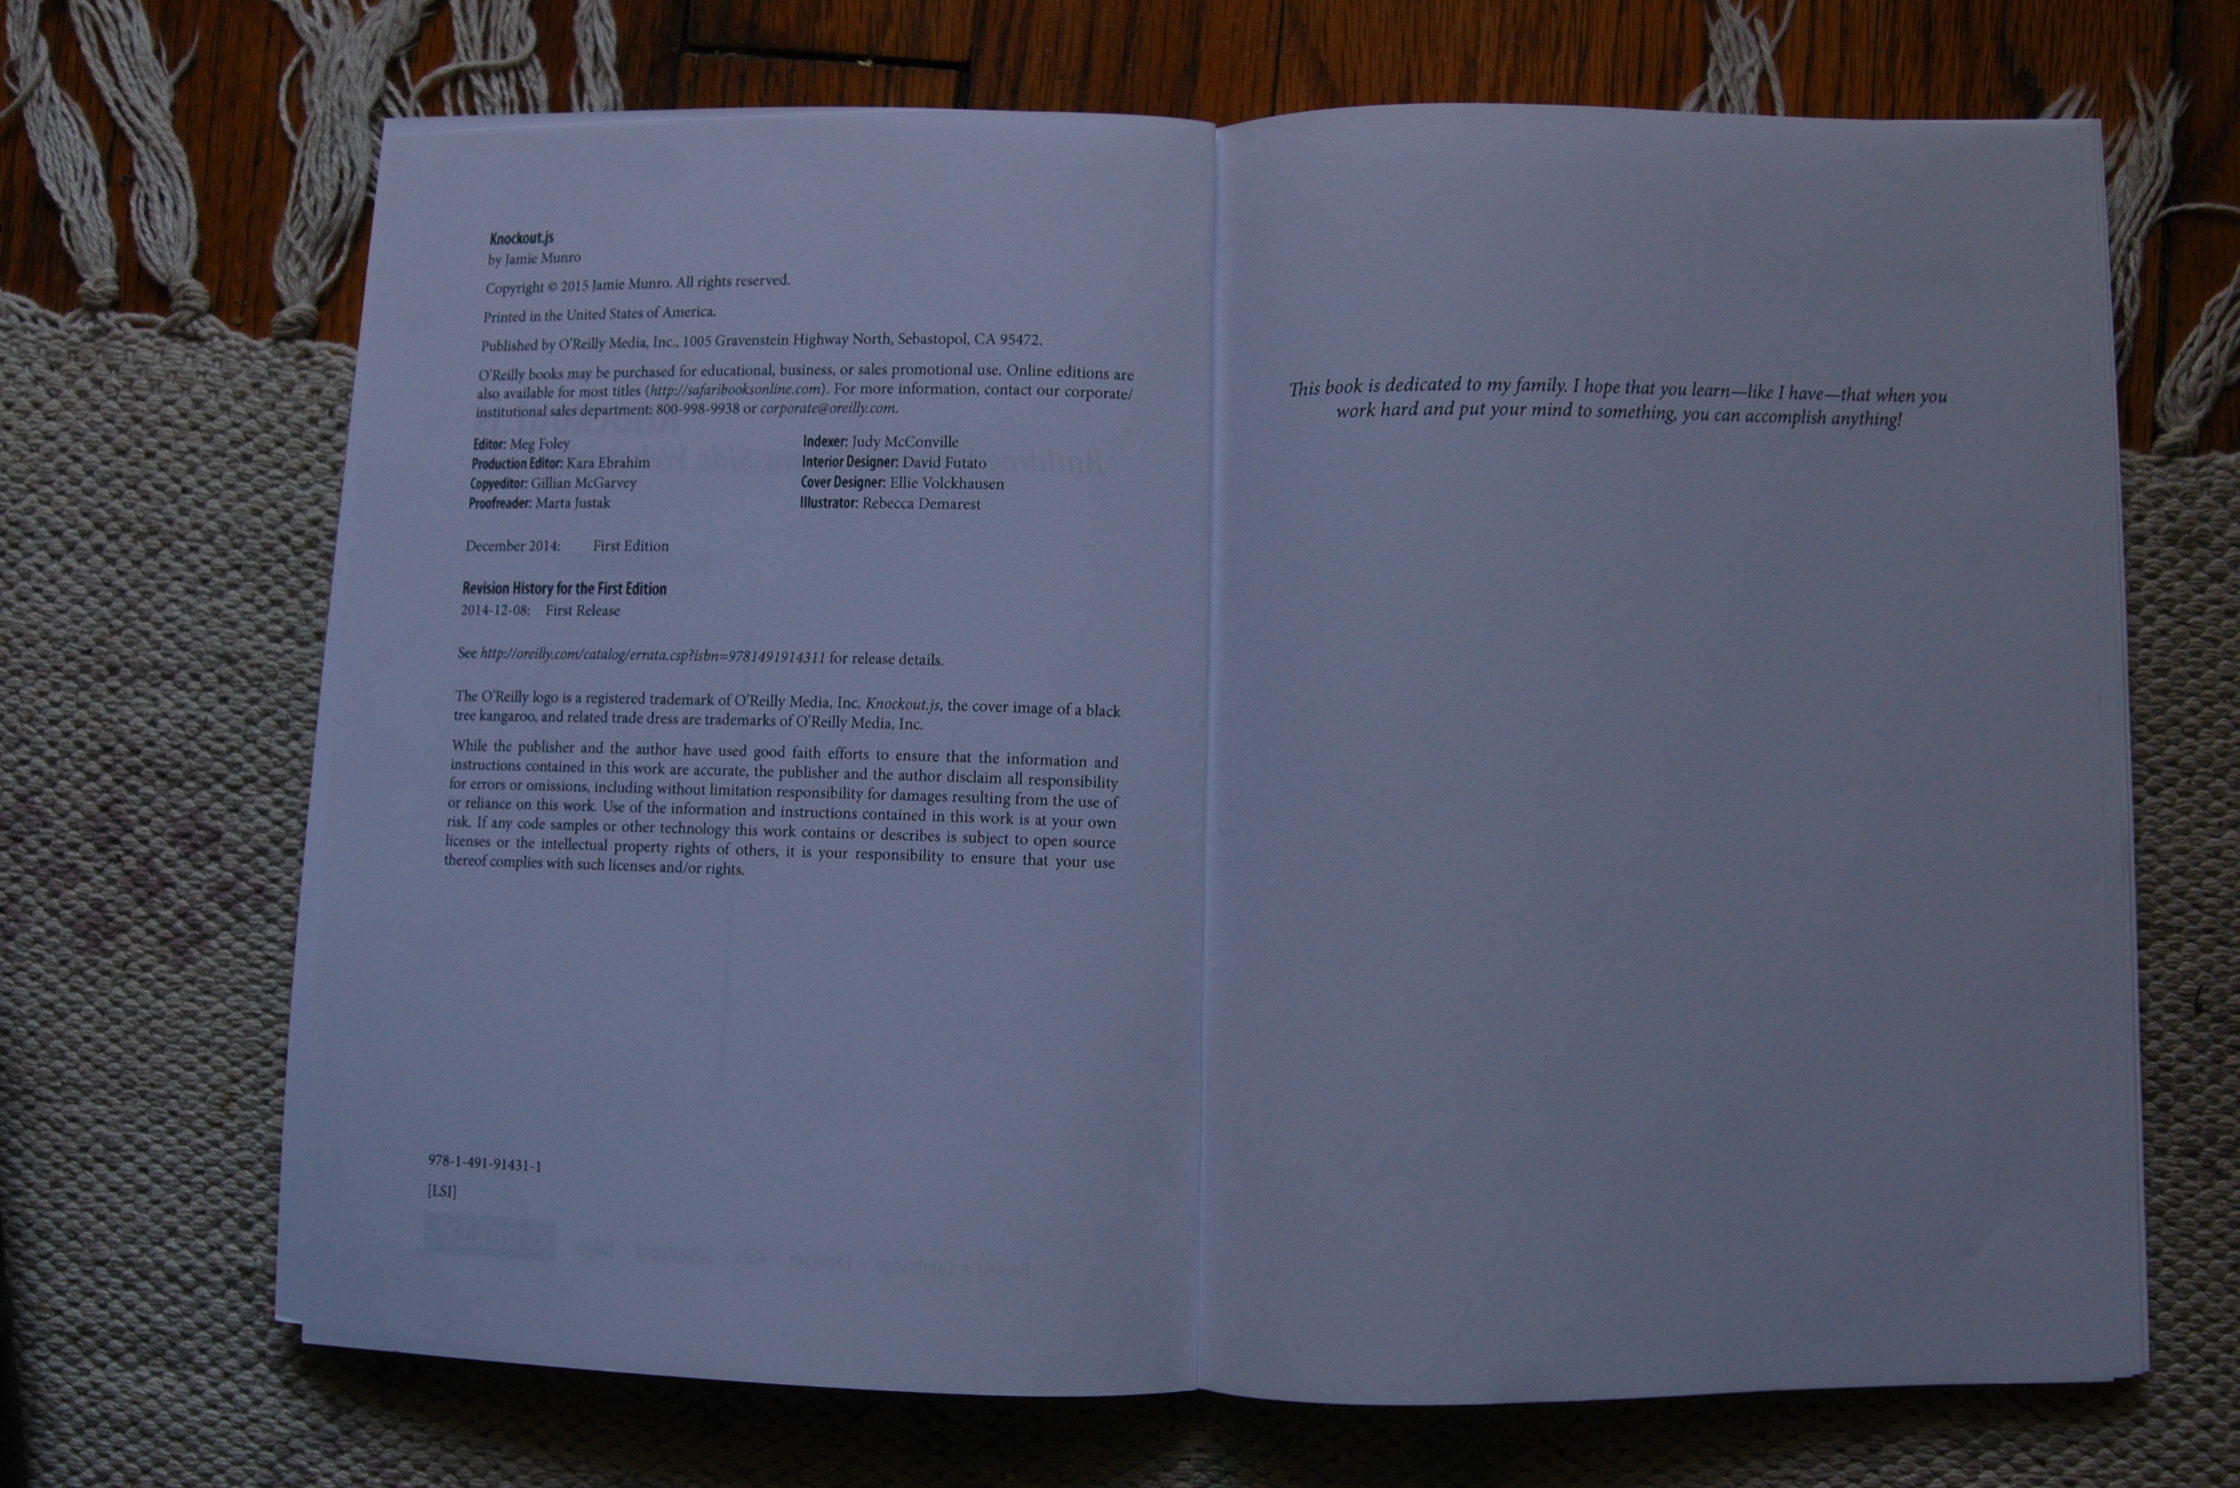 Knockout.js
by Jamie Munro
Copyright © 2015 Jamie Munro. All rights reserved.
Printed in the United States of America.
Published by O'Reilly Media, Inc., 1005 Gravenstein Highway North, Sebastopol, CA 95472.
O'Reilly books may be purchased for educational, business, or sales promotional use. Online editions are
also available for most titles (http://safaribooksonline.com). For more information, contact our corporate/
institutional sales department: 800-998-9938 or corporate@oreilly.com.
Editor: Meg Foley
Production Editor: Kara Ebrahim
Copyeditor: Gillian McGarvey
Proofreader: Marta Justak
Indexer: Judy McConville
Interior Designer: David Futato
Cover Designer: Ellie Volckhausen
Illustrator: Rebecca Demarest
December 2014: First Edition
Revision History for the First Edition
2014-12-08: First Release
See http://oreilly.com/catalog/errata.csp?isbn=9781491914311 for release details.
The O'Reilly logo is a registered trademark of O'Reilly Media, Inc. Knockout.js, the cover image of a black
tree kangaroo, and related trade dress are trademarks of O'Reilly Media, Inc.
While the publisher and the author have used good faith efforts to ensure that the information and
instructions contained in this work are accurate, the publisher and the author disclaim all responsibility
for errors or omissions, including without limitation responsibility for damages resulting from the use of
or reliance on this work. Use of the information and instructions contained in this work is at your own
risk. If any code samples or other technology this work contains or describes is subject to open source
licenses or the intellectual property rights of others, it is your responsibility to ensure that your use
thereof complies with such licenses and/or rights.
978-1-491-91431-1
[LSI]
This book is dedicated to my family. I hope that you learn—like I have—that when you
work hard and put your mind to something, you can accomplish anything!